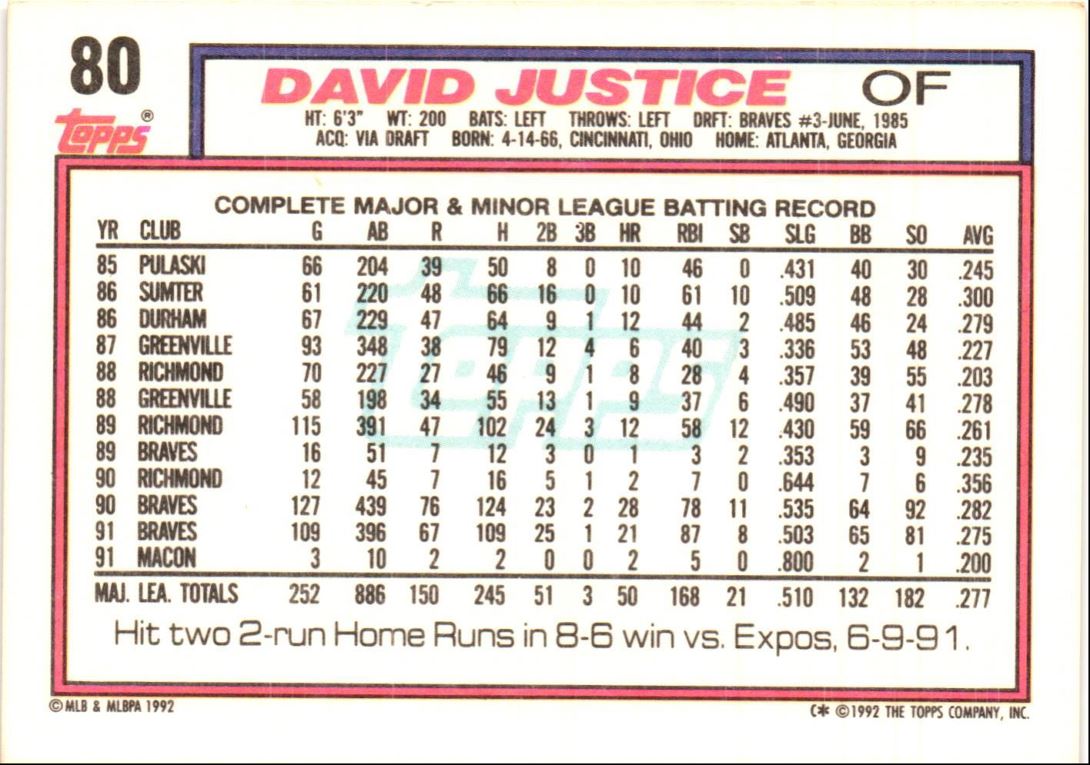 80
DAVID JUSTICE OF
topps®
HT: 6'3" WT: 200 BATS: LEFT THROWS: LEFT DRFT: BRAVES #3-JUNE, 1985
ACQ: VIA DRAFT BORN: 4-14-66, CINCINNATI, OHIO HOME: ATLANTA, GEORGIA
COMPLETE MAJOR & MINOR LEAGUE BATTING RECORD
YR CLUB G AB R H 2B 3B HR RBI SB SLG BB SO AVG
85 PULASKI 66 204 39 50 8 0 10 46 0 .431 40 30 .245
86 SUMTER 61 220 48 66 16 0 10 61 10 .509 48 28 .300
86 DURHAM 67 229 47 64 9 1 12 44 2 .485 46 24 .279
87 GREENVILLE 93 348 38 79 12 4 6 40 3 .336 53 48 .227
88 RICHMOND 70 227 27 46 9 1 8 28 4 .357 39 55 .203
88 GREENVILLE 58 198 34 55 13 1 9 37 6 .490 37 41 .278
89 RICHMOND 115 391 47 102 24 3 12 58 12 .430 59 66 .261
89 BRAVES 16 51 7 12 3 0 1 3 2 .353 3 9 .235
90 RICHMOND 12 45 7 16 5 1 2 7 0 .644 7 6 .356
90 BRAVES 127 439 76 124 23 2 28 78 11 .535 64 92 .282
91 BRAVES 109 396 67 109 25 1 21 87 8 .503 65 81 .275
91 MACON 3 10 2 2 0 0 2 5 0 .800 2 1 .200
MAJ. LEA. TOTALS 252 886 150 245 51 3 50 168 21 .510 132 182 .277
topps
Hit two 2-run Home Runs in 8-6 win vs. Expos, 6-9-91.
© MLB & MLBPA 1992
C* © 1992 THE TOPPS COMPANY, INC.